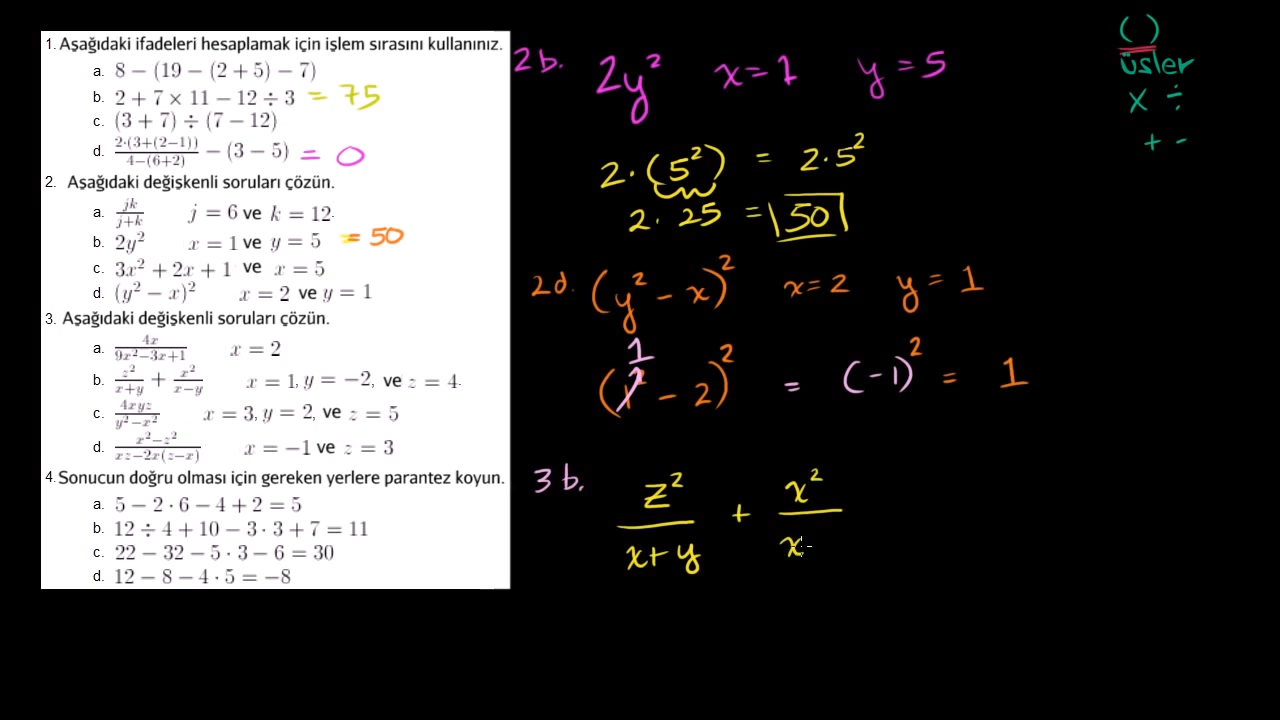 1. Aşağıdaki ifadeleri hesaplamak için işlem sırasını kullanınız.
a. 8 − (19 − (2 + 5) − 7)
b. 2 + 7 × 11 − 12 ÷ 3 = 75
c. (3 + 7) ÷ (7 − 12)
d. 2·(3+(2−1)) / 4−(6+2) − (3 − 5) = 0
2. Aşağıdaki değişkenli soruları çözün.
a. jk / j+k j = 6 ve k = 12.
b. 2y² x = 1 ve y = 5 = 50
c. 3x² + 2x + 1 ve x = 5
d. (y² − x)² x = 2 ve y = 1
3. Aşağıdaki değişkenli soruları çözün.
a. 4x / 9x²−3x+1 x = 2
b. z² / x+y + x² / x−y x = 1, y = −2, ve z = 4.
c. 4xyz / y²−x² x = 3, y = 2, ve z = 5
d. x²−z² / xz−2x(z−x) x = −1 ve z = 3
4. Sonucun doğru olması için gereken yerlere parantez koyun.
a. 5 − 2 · 6 − 4 + 2 = 5
b. 12 ÷ 4 + 10 − 3 · 3 + 7 = 11
c. 22 − 32 − 5 · 3 − 6 = 30
d. 12 − 8 − 4 · 5 = −8
2b. 2y² x = 1 y = 5
2·(5²) = 2·5²
2·25 = 50
2d. (y² − x)² x = 2 y = 1
1
(1² − 2)² = (−1)² = 1
3b. z² / x+y + x² / x-
( )
üsler
x ÷
+ -